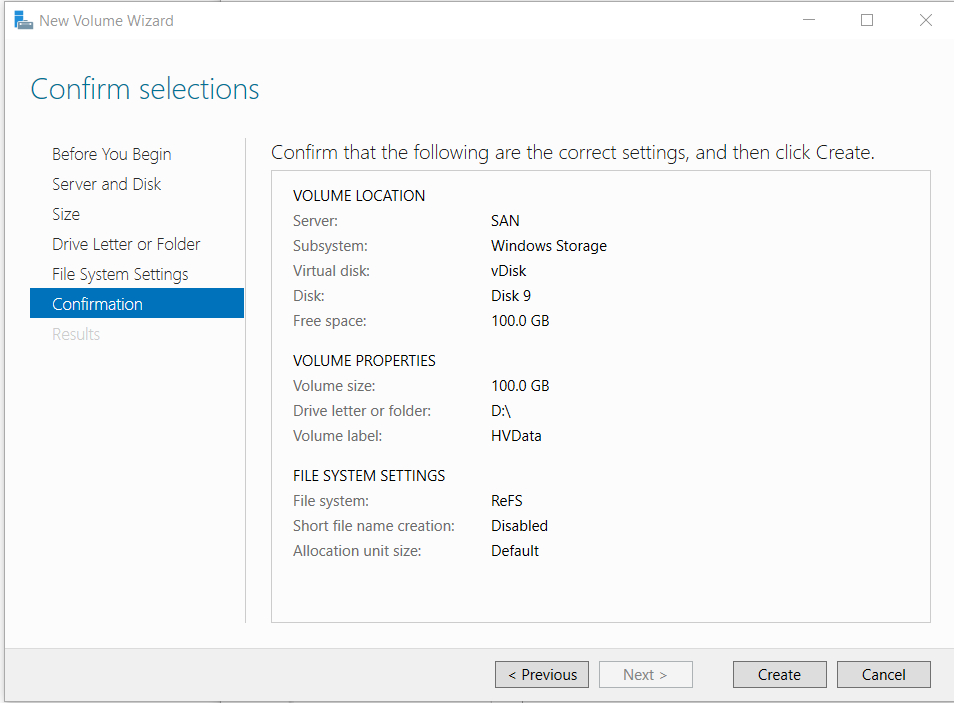 New Volume Wizard
Confirm selections
Before You Begin
Server and Disk
Size
Drive Letter or Folder
File System Settings
Confirmation
Results
Confirm that the following are the correct settings, and then click Create.
VOLUME LOCATION
Server: SAN
Subsystem: Windows Storage
Virtual disk: vDisk
Disk: Disk 9
Free space: 100.0 GB
VOLUME PROPERTIES
Volume size: 100.0 GB
Drive letter or folder: D:\
Volume label: HVData
FILE SYSTEM SETTINGS
File system: ReFS
Short file name creation: Disabled
Allocation unit size: Default
< Previous Next > Create Cancel